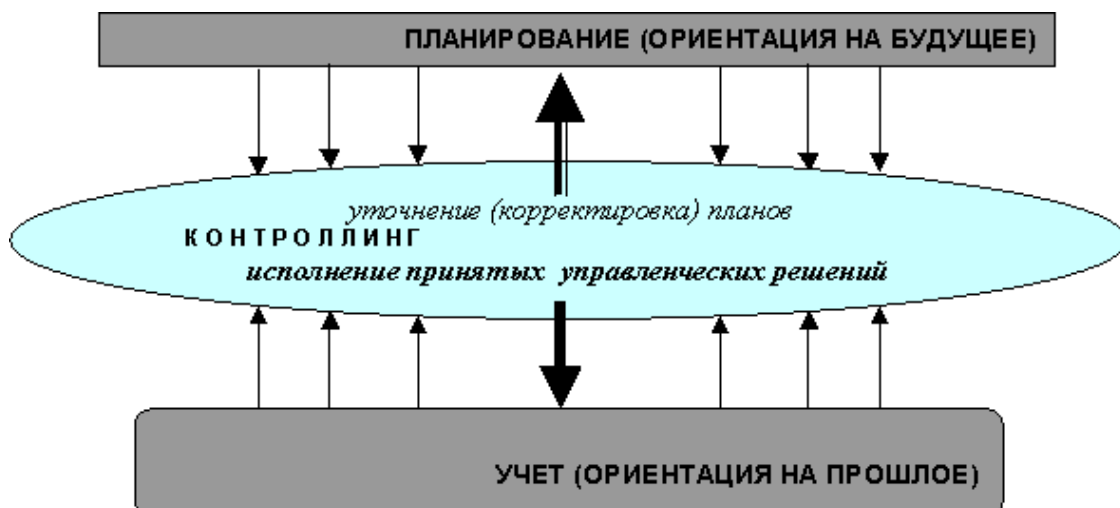 ПЛАНИРОВАНИЕ (ОРИЕНТАЦИЯ НА БУДУЩЕЕ)
уточнение (корректировка) планов
КОНТРОЛЛИНГ
исполнение принятых управленческих решений
УЧЕТ (ОРИЕНТАЦИЯ НА ПРОШЛОЕ)